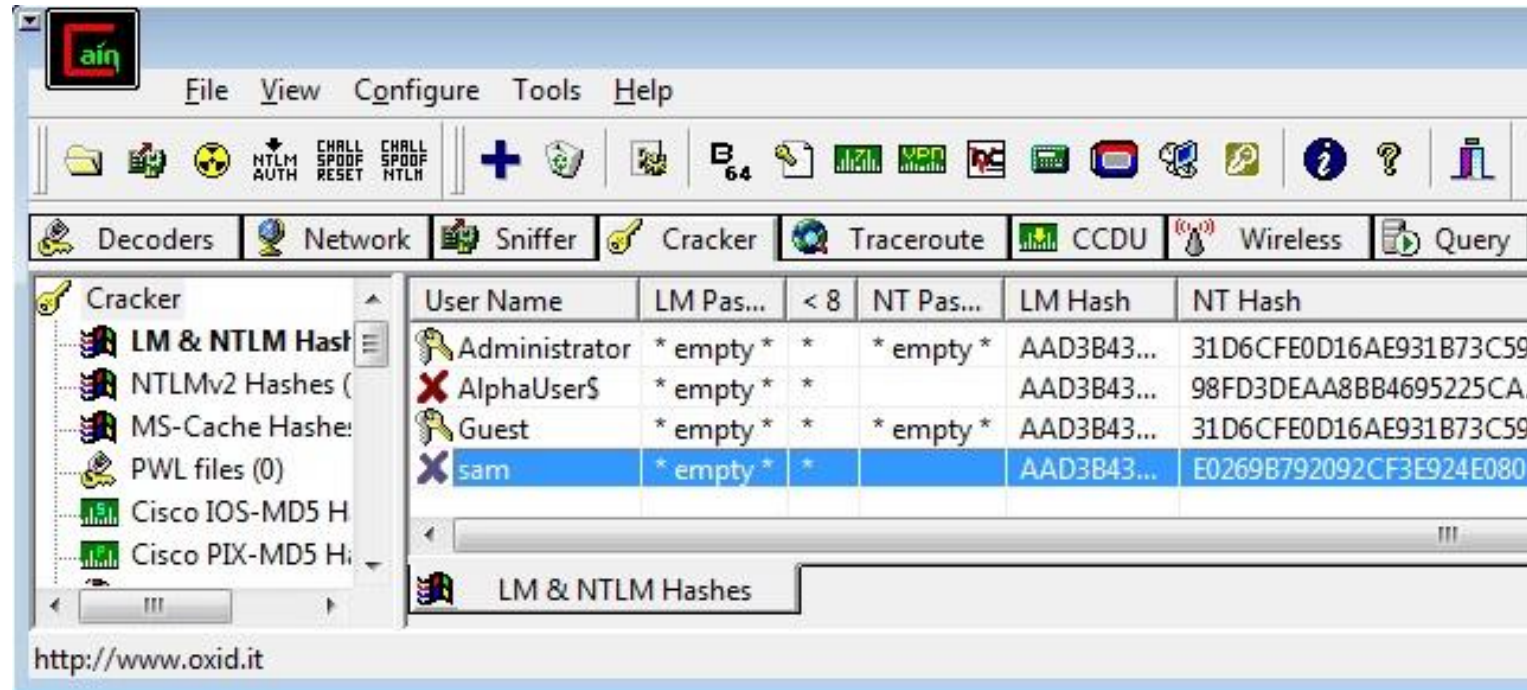 Cain
File View Configure Tools Help
NTLM AUTH CHALL SPOOF RESET CHALL SPOOF NTLM B64 VPN
Decoders Network Sniffer Cracker Traceroute CCDU Wireless Query
Cracker
LM & NTLM Hash
NTLMv2 Hashes (
MS-Cache Hashe
PWL files (0)
Cisco IOS-MD5 H
Cisco PIX-MD5 H
User Name LM Pas... < 8 NT Pas... LM Hash NT Hash
Administrator * empty * * * empty * AAD3B43... 31D6CFE0D16AE931B73C59
AlphaUser$ * empty * * AAD3B43... 98FD3DEAA8BB4695225CA
Guest * empty * * * empty * AAD3B43... 31D6CFE0D16AE931B73C59
sam * empty * * AAD3B43... E0269B792092CF3E924E080
LM & NTLM Hashes
http://www.oxid.it